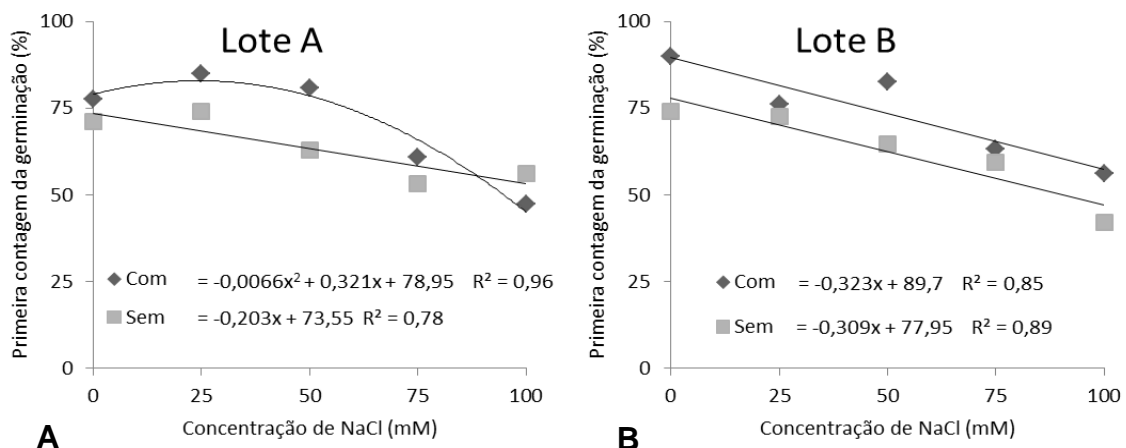 Lote A
Primeira contagem da germinação (%)
100
75
50
25
0
Com = -0,0066x² + 0,321x + 78,95 R² = 0,96
Sem = -0,203x + 73,55 R² = 0,78
0 25 50 75 100
Concentração de NaCl (mM)
A
Lote B
Primeira contagem da germinação (%)
100
75
50
25
0
Com = -0,323x + 89,7 R² = 0,85
Sem = -0,309x + 77,95 R² = 0,89
0 25 50 75 100
Concentração de NaCl (mM)
B